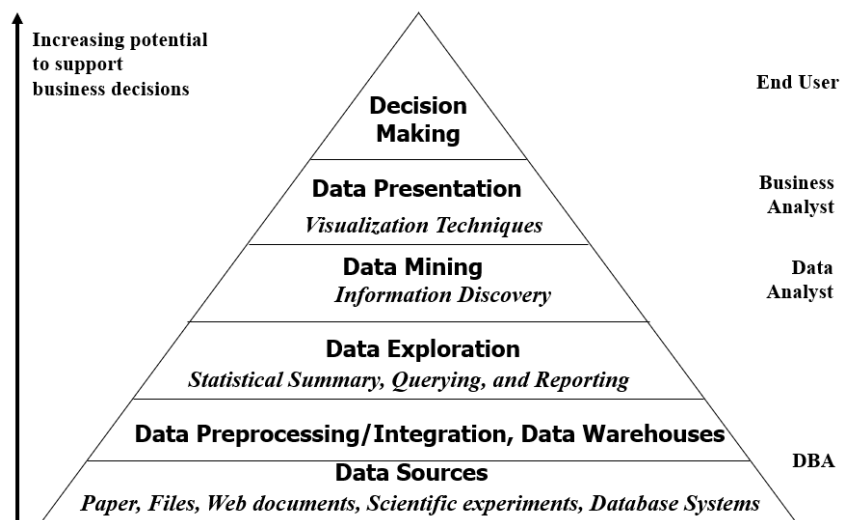 Increasing potential
to support
business decisions
End User
Decision
Making
Data Presentation
Visualization Techniques
Business
Analyst
Data Mining
Information Discovery
Data
Analyst
Data Exploration
Statistical Summary, Querying, and Reporting
Data Preprocessing/Integration, Data Warehouses
DBA
Data Sources
Paper, Files, Web documents, Scientific experiments, Database Systems